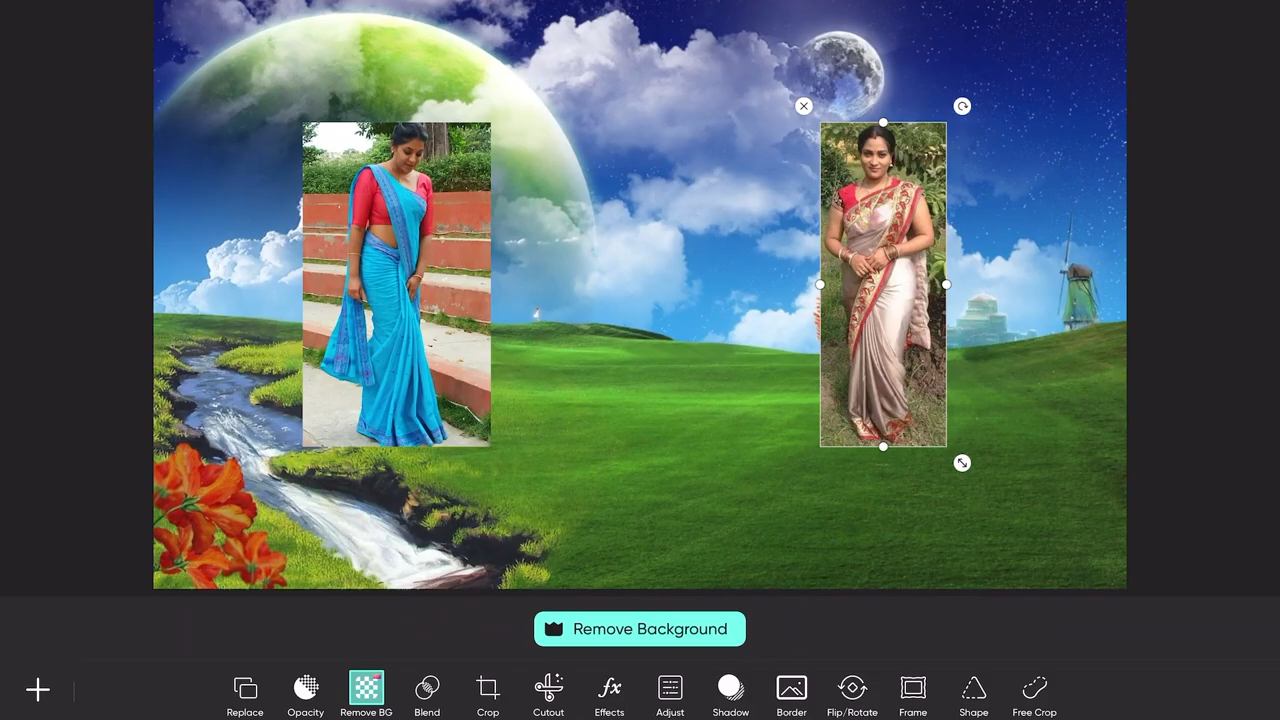 Remove Background
Replace
Opacity
Remove BG
Blend
Crop
Cutout
fx
Effects
Adjust
Shadow
Border
Flip/Rotate
Frame
Shape
Free Crop